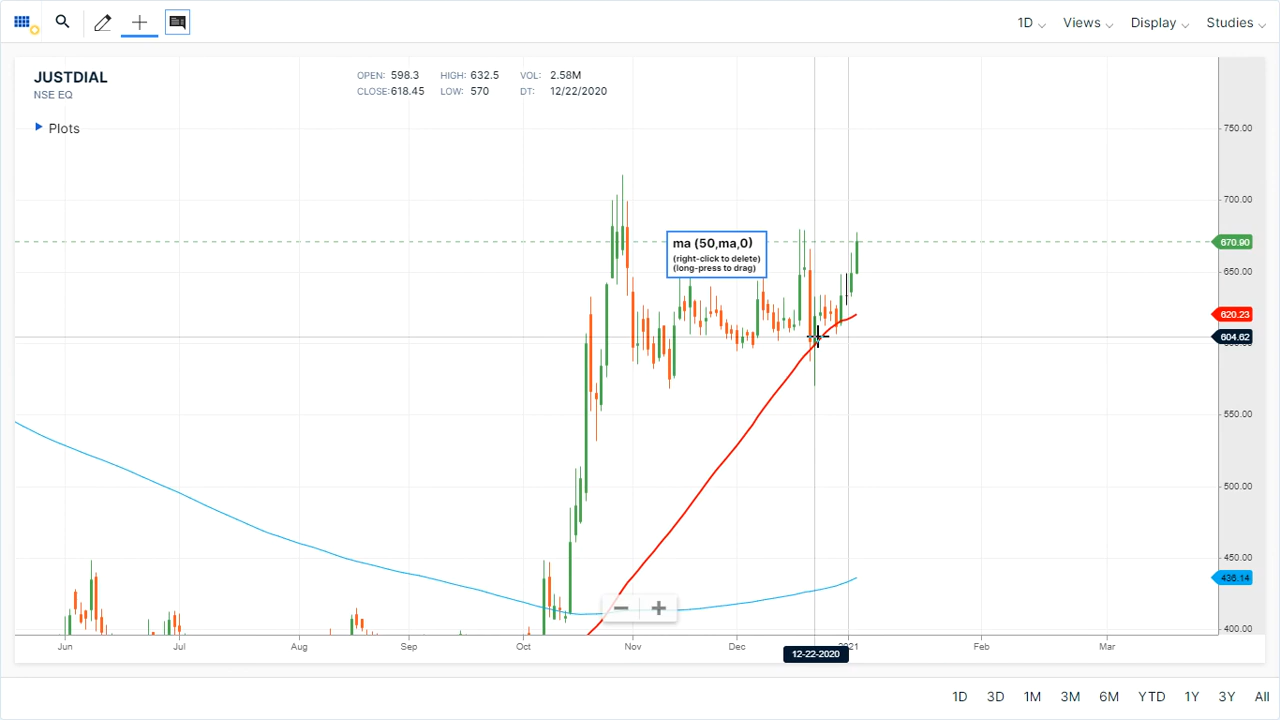 1D Views Display Studies
JUSTDIAL
NSE EQ
OPEN: 598.3 HIGH: 632.5 VOL: 2.58M
CLOSE:618.45 LOW: 570 DT: 12/22/2020
Plots
750.00
700.00
ma (50,ma,0)
(right-click to delete)
(long-press to drag)
670.90
650.00
620.23
604.62
550.00
500.00
450.00
436.14
400.00
Jun Jul Aug Sep Oct Nov Dec Feb Mar
12-22-2020
1D 3D 1M 3M 6M YTD 1Y 3Y All